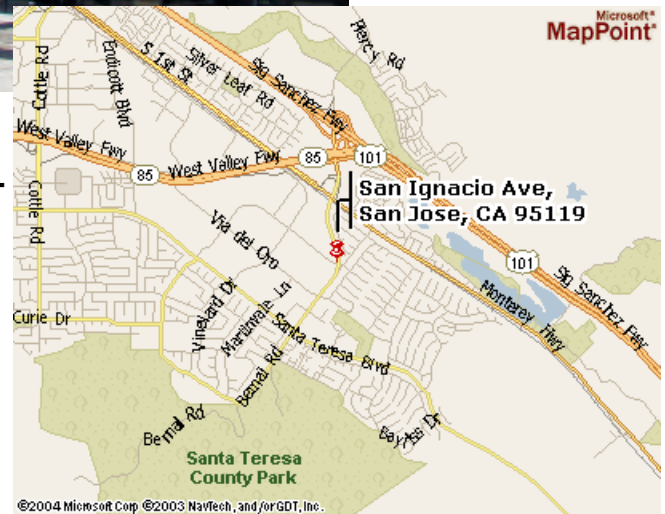 Microsoft®
MapPoint®
Piercy Rd
S 1st St
Silver Leaf Rd
Sig Sanchez Fwy
Endicott Blvd
Cottle Rd
West Valley Fwy
85
West Valley Fwy
85
101
San Ignacio Ave,
San Jose, CA 95119
Cottle Rd
Via del Oro
101
Sig Sanchez Fwy
Monterey Hwy
Curie Dr
Vineyard Dr
Martinvale Ln
Santa Teresa Blvd
Bernal Rd
Bernal Rd
Bayliss Dr
Santa Teresa
County Park
©2004 Microsoft Corp ©2003 NavTech, and/or GDT, Inc.